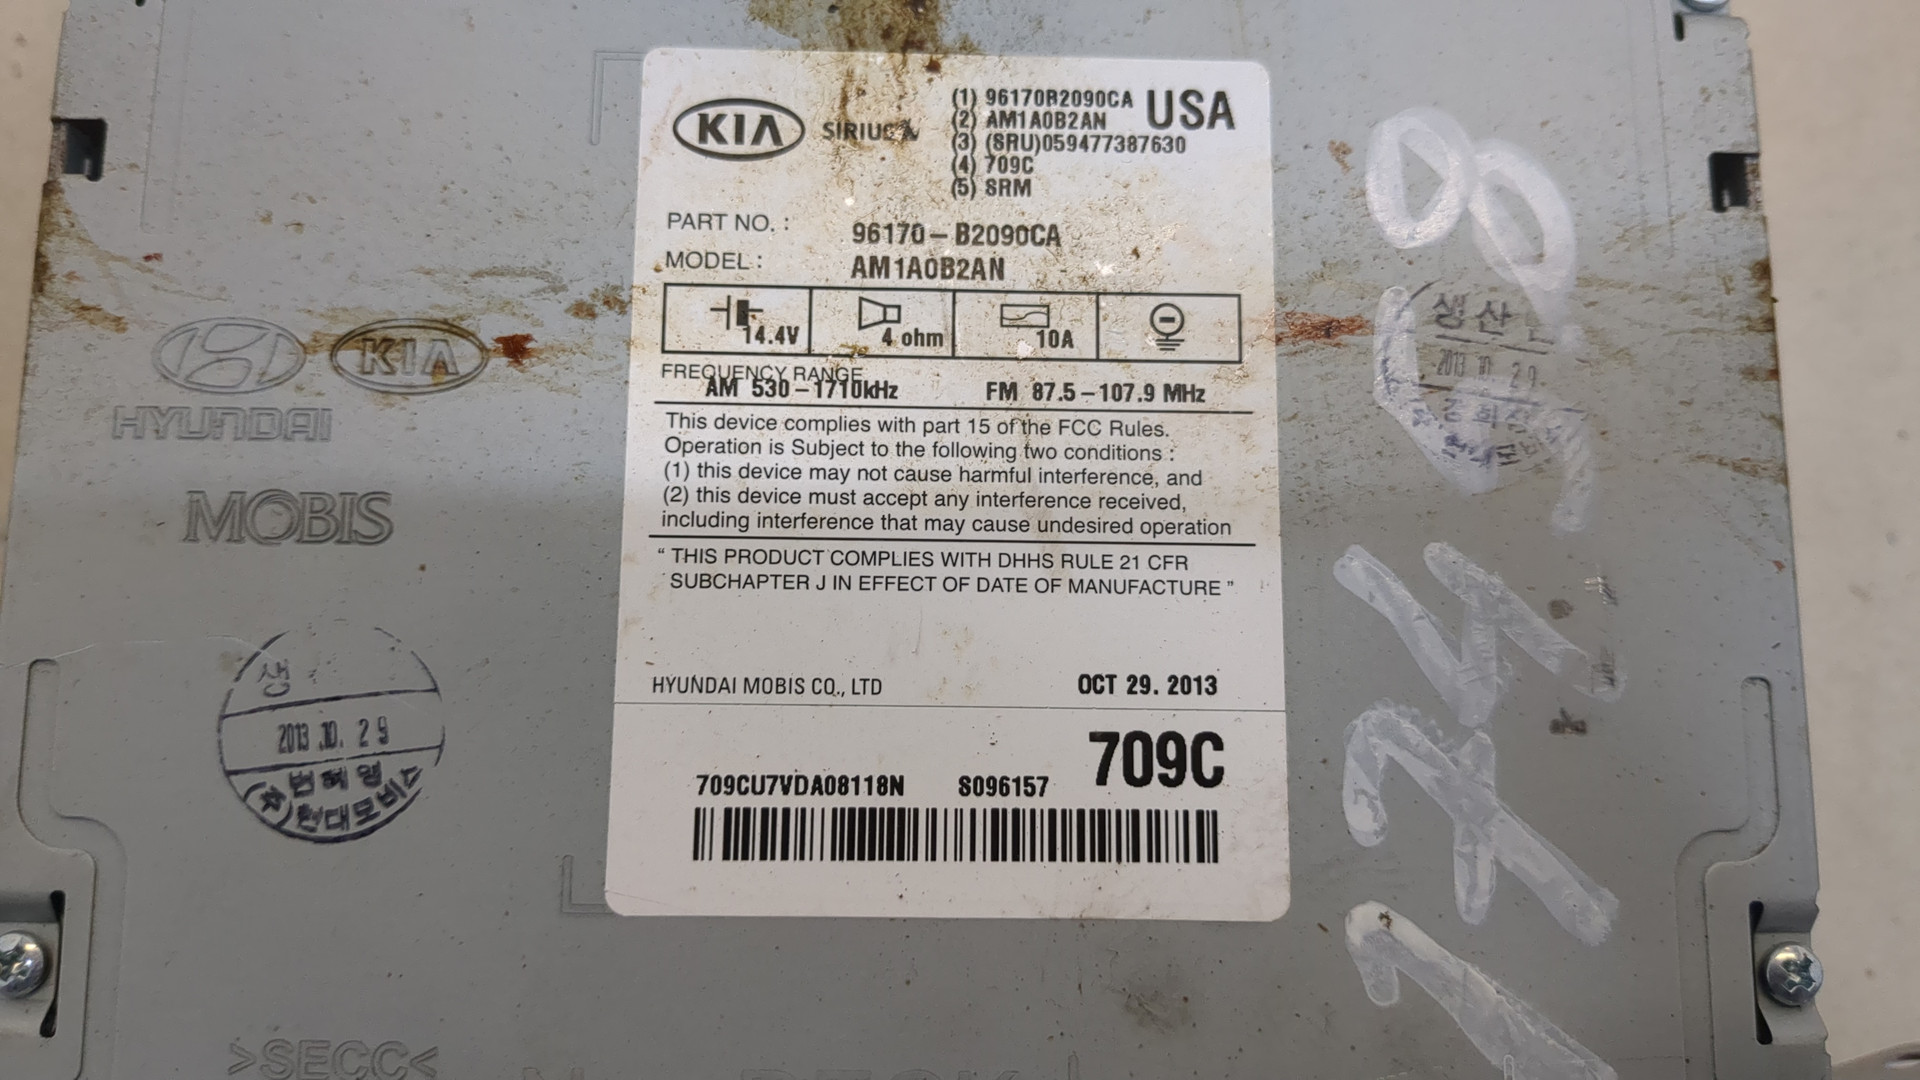 KIA SIRIUS
(1) 96170B2090CA USA
(2) AM1A0B2AN
(3) (SRU)059477387630
(4) 709C
(5) SRM
PART NO. : 96170-B2090CA
MODEL : AM1A0B2AN
14.4V 4 ohm 10A
FREQUENCY RANGE
AM 530-1710kHz FM 87.5-107.9 MHz
This device complies with part 15 of the FCC Rules.
Operation is Subject to the following two conditions :
(1) this device may not cause harmful interference, and
(2) this device must accept any interference received,
including interference that may cause undesired operation
“ THIS PRODUCT COMPLIES WITH DHHS RULE 21 CFR
SUBCHAPTER J IN EFFECT OF DATE OF MANUFACTURE ”
HYUNDAI MOBIS CO., LTD OCT 29. 2013
709C
709CU7VDA08118N S096157
KIA
HYUNDAI
MOBIS
생
2013.10.29
(주)현대모비스
>SECC<
생산
2013 10 29